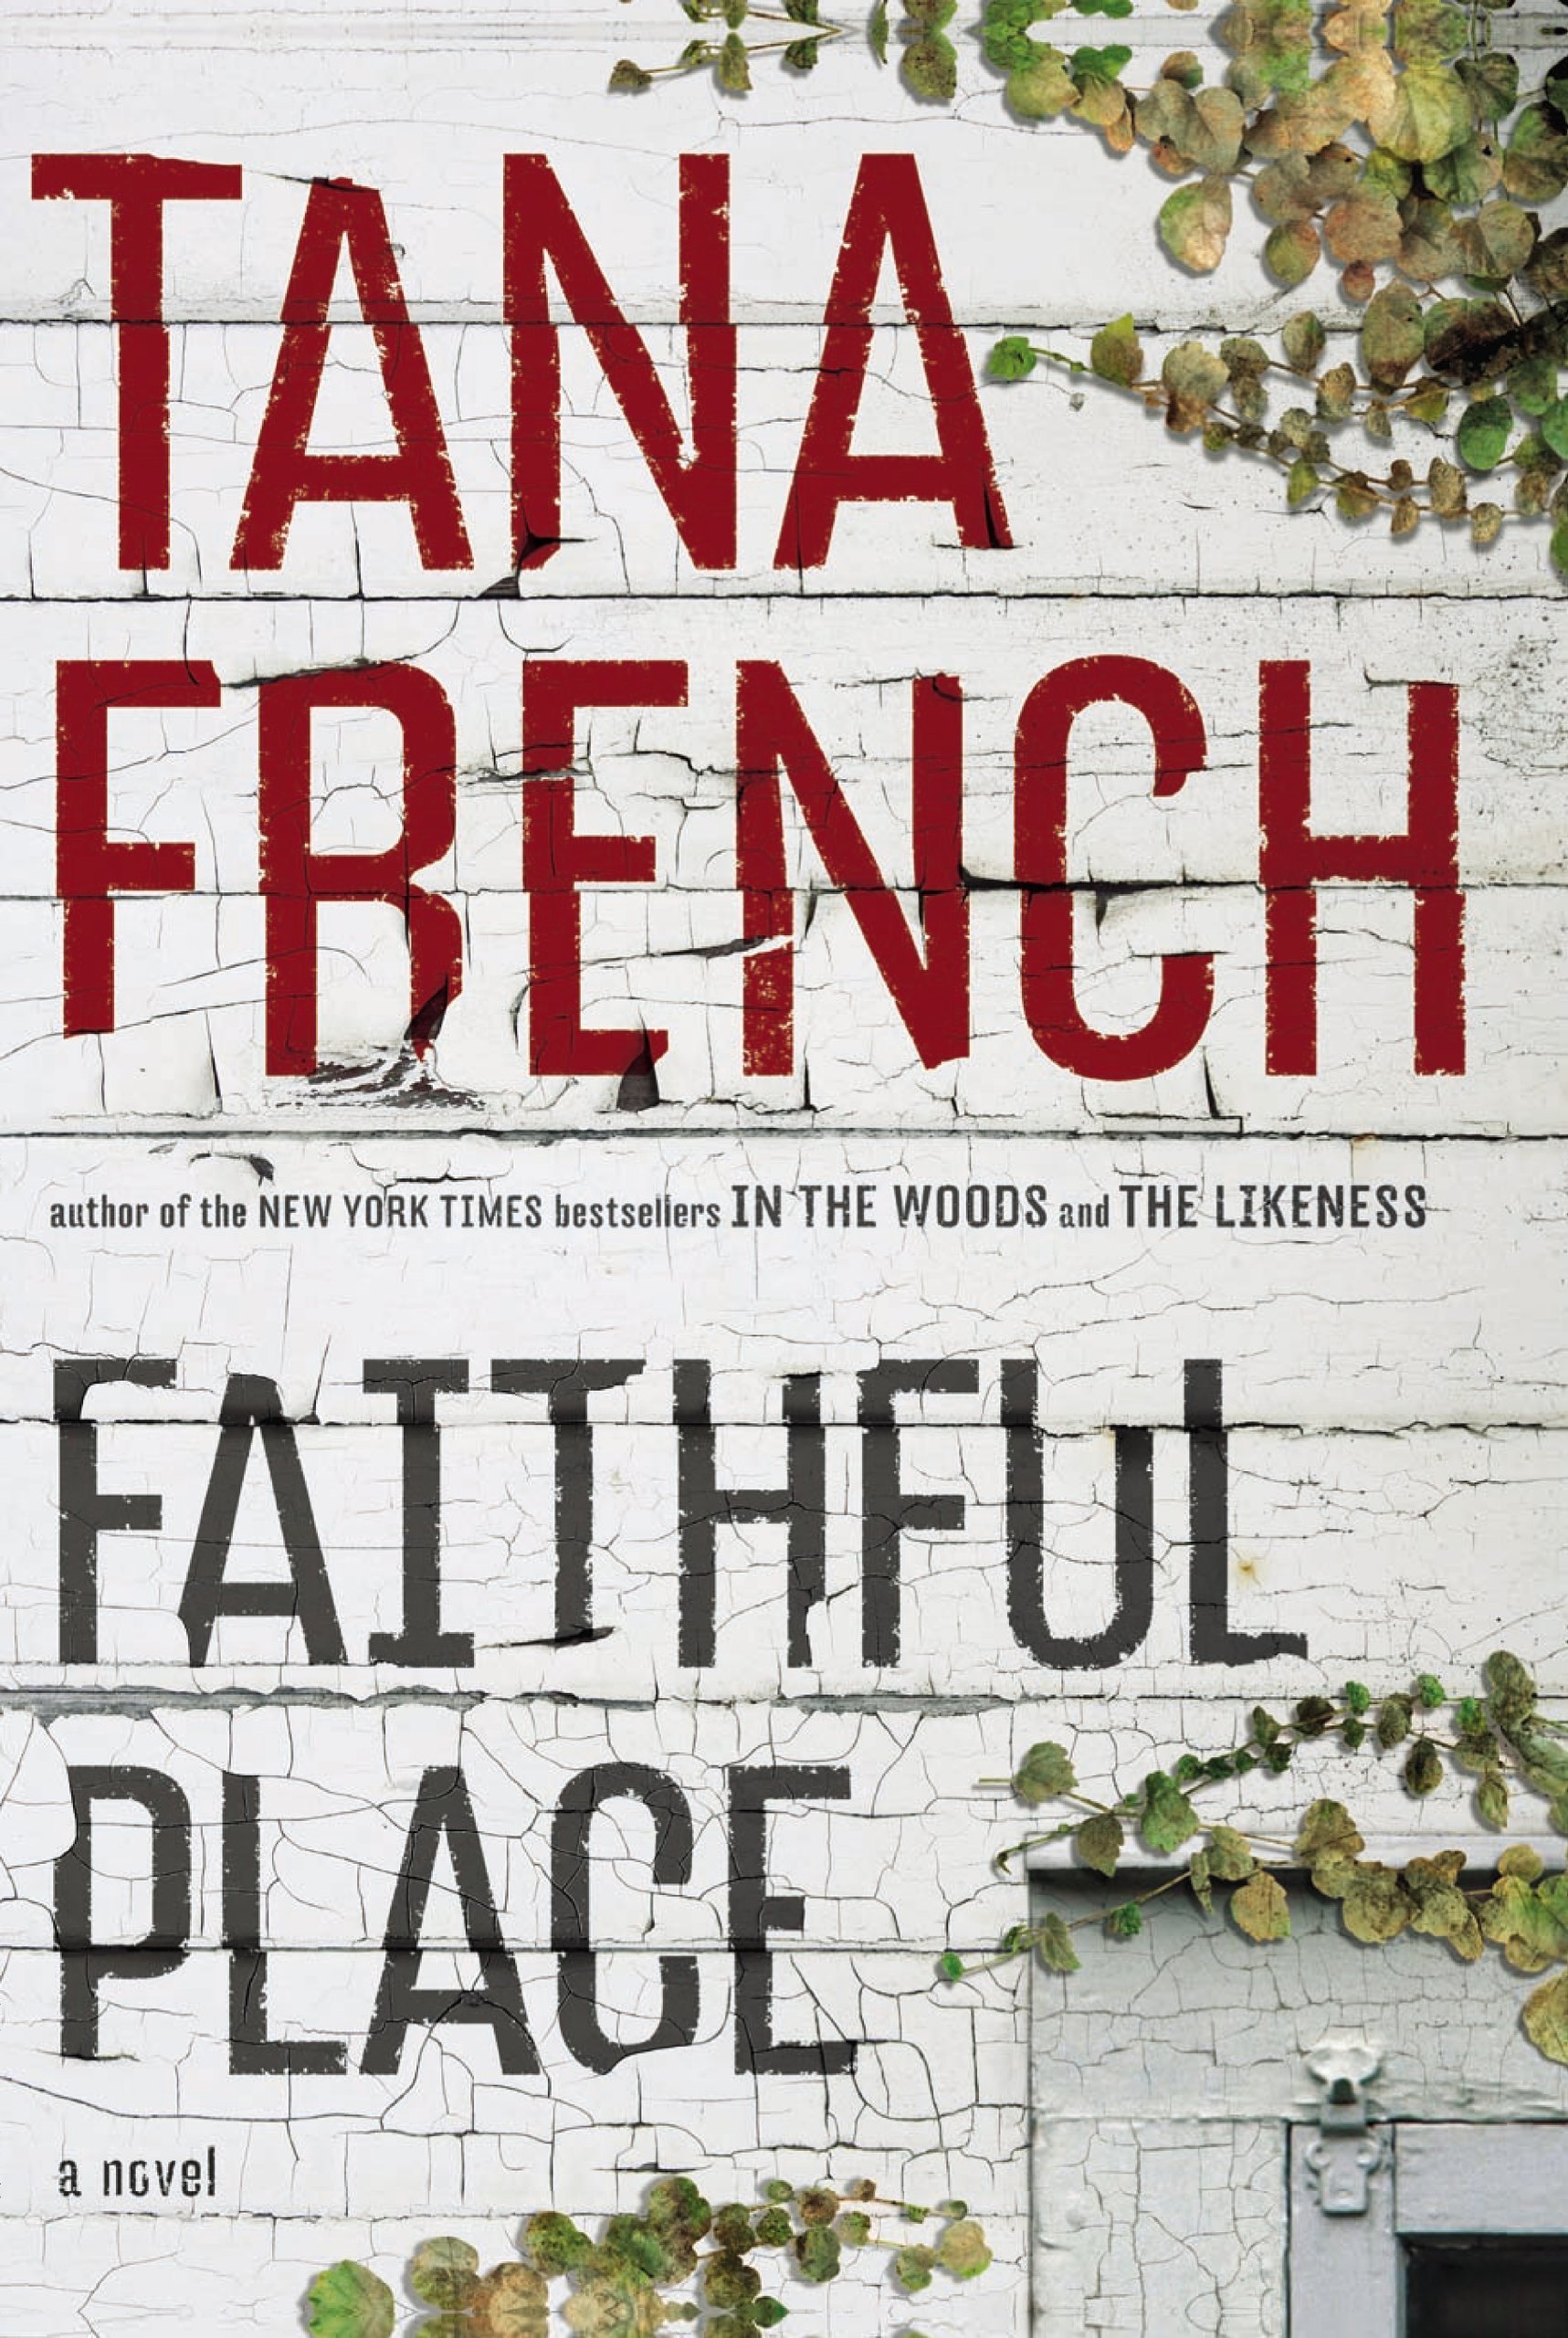 TANA
FRENCH
author of the NEW YORK TIMES bestsellers IN THE WOODS and THE LIKENESS
FAITHFUL
PLACE
a novel